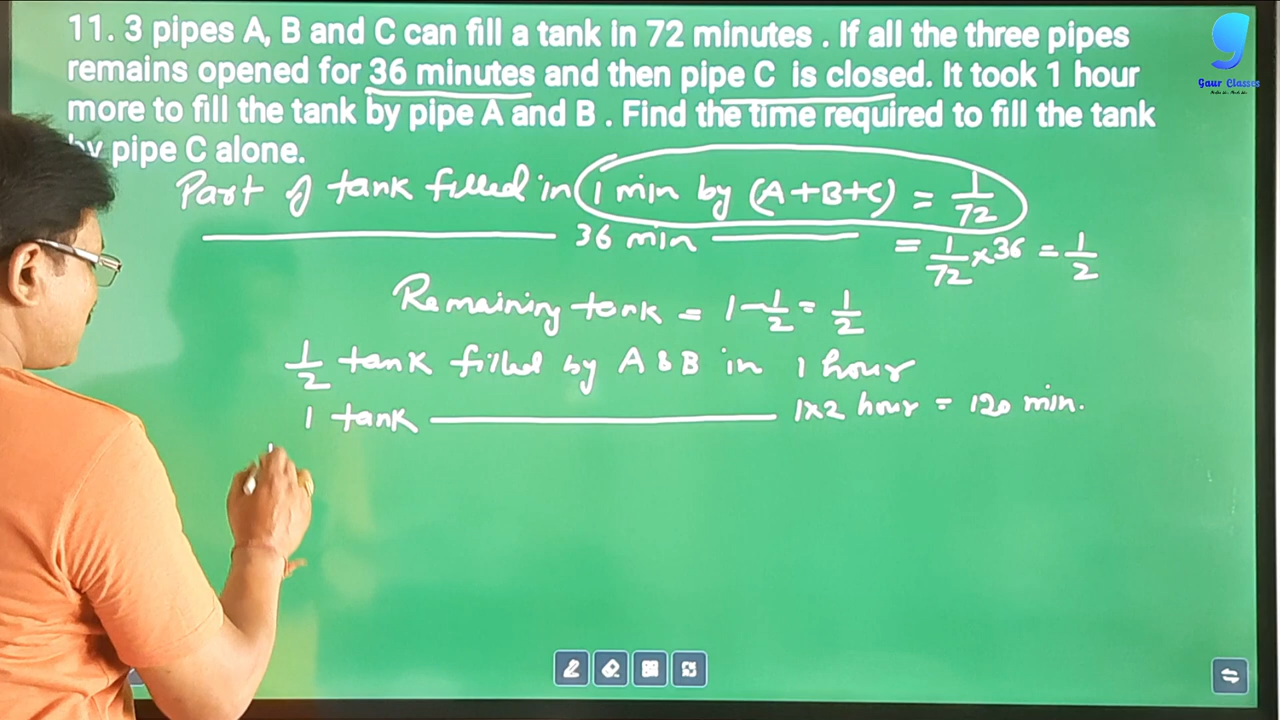 11. 3 pipes A, B and C can fill a tank in 72 minutes . If all the three pipes
remains opened for 36 minutes and then pipe C is closed. It took 1 hour
more to fill the tank by pipe A and B . Find the time required to fill the tank
by pipe C alone.
Part of tank filled in 1 min by (A+B+C) = 1/72
36 min = 1/72 × 36 = 1/2
Remaining tank = 1 - 1/2 = 1/2
1/2 tank filled by A & B in 1 hour
1 tank 1×2 hour = 120 min.
Gaur Classes